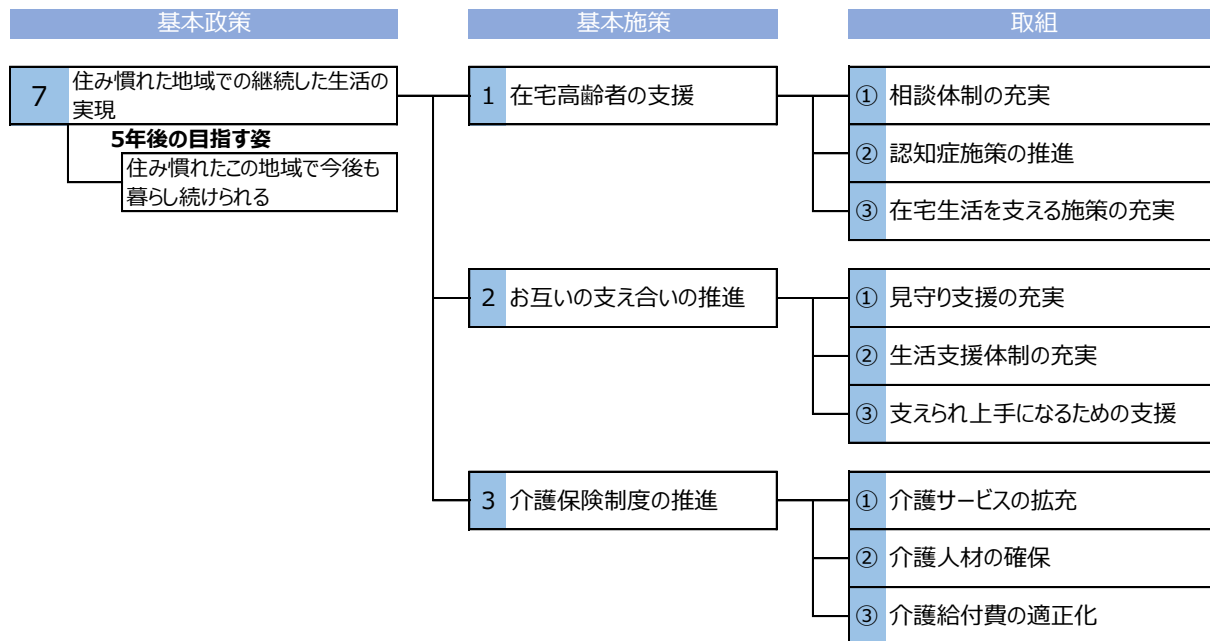 基本政策
基本施策
取組
7
住み慣れた地域での継続した生活の
実現
5年後の目指す姿
住み慣れたこの地域で今後も
暮らし続けられる
1 在宅高齢者の支援
① 相談体制の充実
② 認知症施策の推進
③ 在宅生活を支える施策の充実
2 お互いの支え合いの推進
① 見守り支援の充実
② 生活支援体制の充実
③ 支えられ上手になるための支援
3 介護保険制度の推進
① 介護サービスの拡充
② 介護人材の確保
③ 介護給付費の適正化